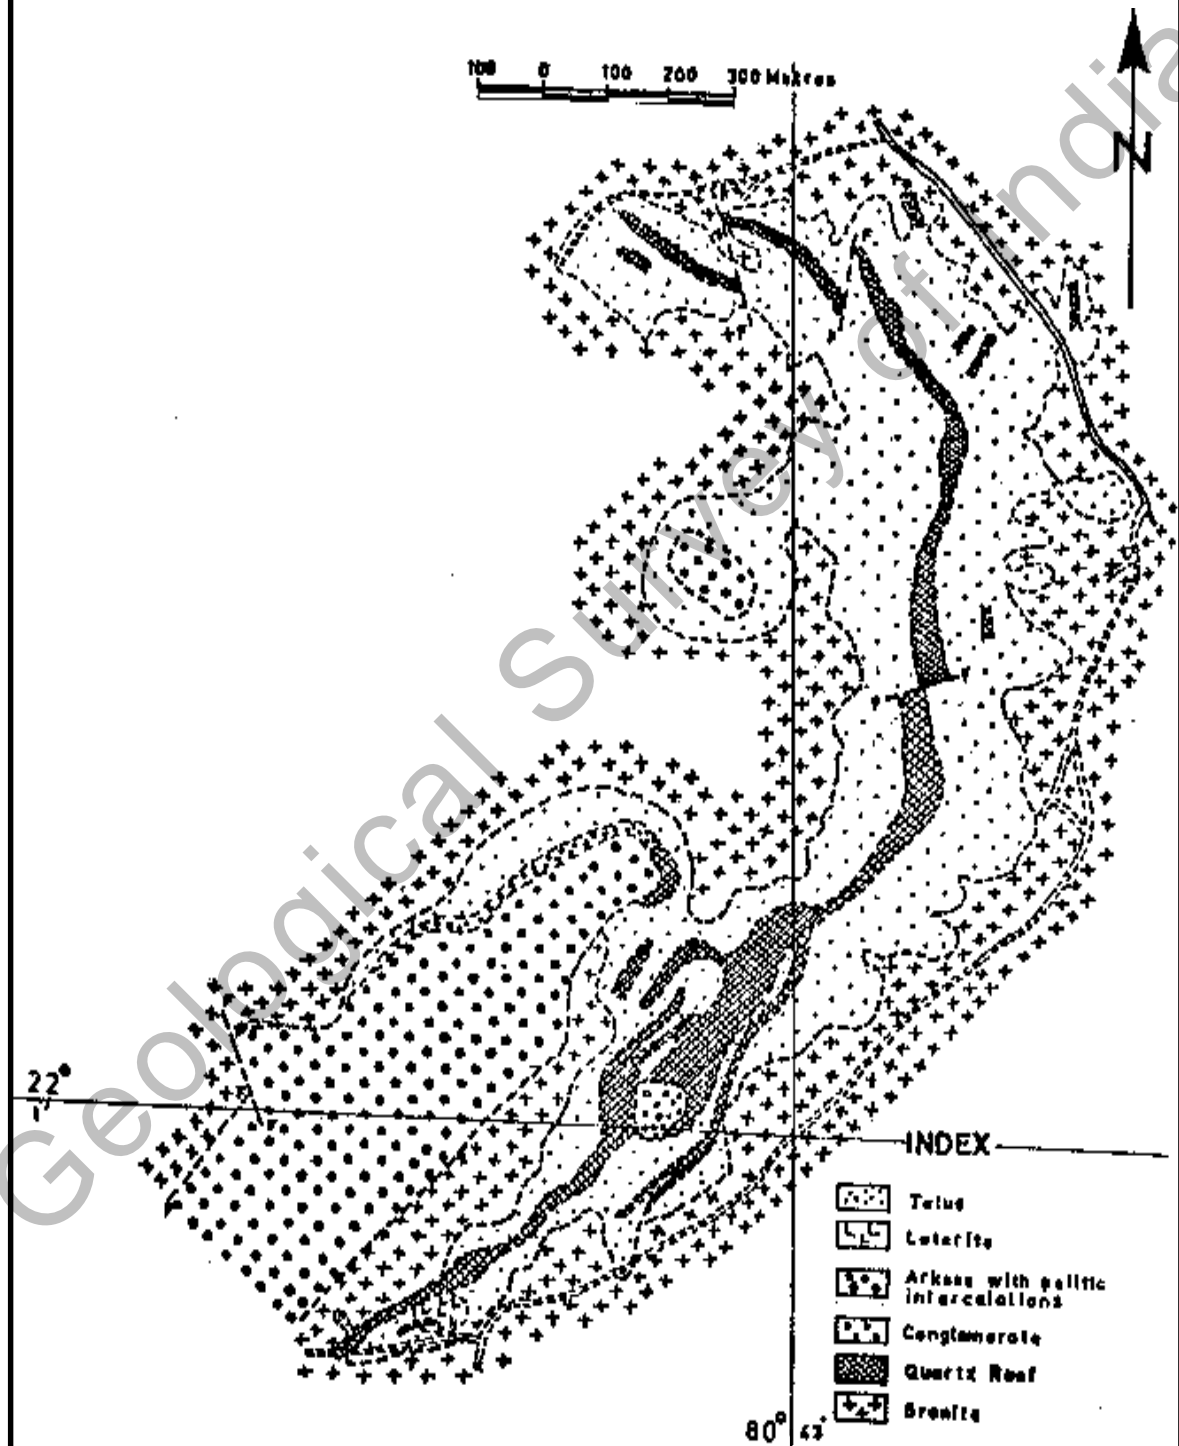 100 0 100 200 300 Metres
N
Geological Survey of India
22°
1'
INDEX
Talus
Laterite
Arkose with pelitic
intercalations
Conglomerate
Quartz Reef
Granite
80° 43'